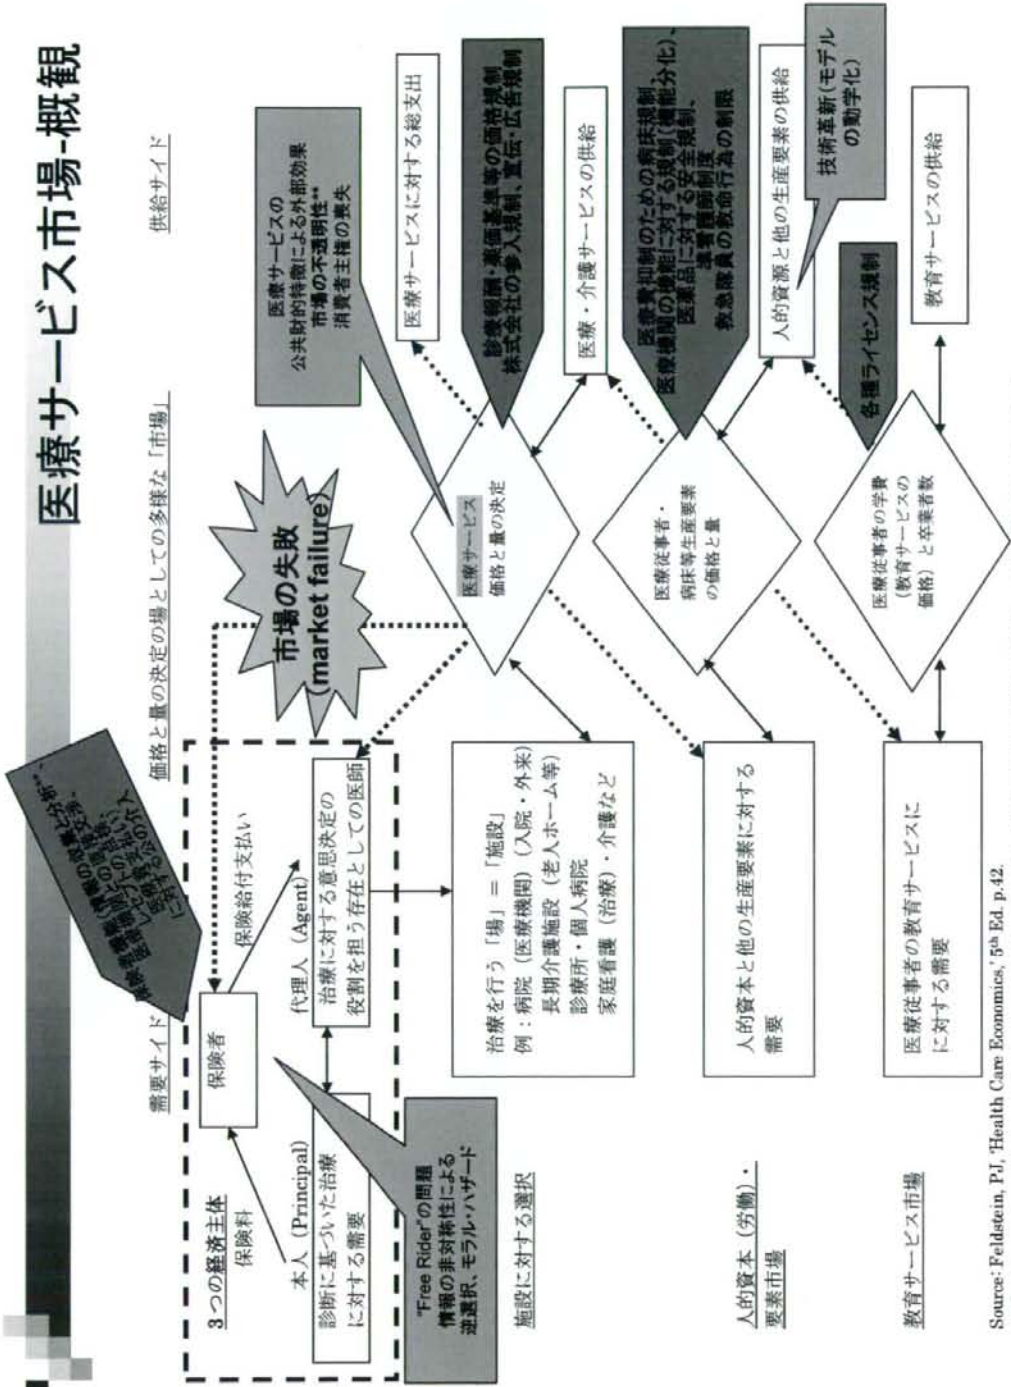 医療サービス市場-概観
需要サイド
価格と量の決定の場としての多様な「市場」
供給サイド
に対する公的介入
3つの経済主体
保険料
保険者
保険給付支払い
本人 (Principal)
診断に基づいた治療
に対する需要
代理人 (Agent)
治療に対する意思決定の
役割を担う存在としての医師
"Free Rider"の問題
情報の非対称性による
逆選択、モラル・ハザード
市場の失敗
(market failure)
医療サービスの
公共財的特徴による外部効果
市場の不透明性**
消費者主権の喪失
医療サービスに対する総支出
診療報酬・薬価基準等の価格規制
株式会社の参入規制、宣伝・広告規制
施設に対する選択
治療を行う「場」=「施設」
例:病院(医療機関)(入院・外来)
長期介護施設(老人ホーム等)
診療所・個人病院
家庭看護(治療)・介護など
医療サービス
価格と量の決定
医療・介護サービスの供給
医療費抑制のための病床規制
医療機関の機能に対する規制(機能分化)、
医薬品に対する安全規制、
准看護師制度
救急隊員の救命行為の制限
人的資本(労働)・
要素市場
人的資本と他の生産要素に対する
需要
医療従事者・
病床等生産要素
の価格と量
人的資源と他の生産要素の供給
技術革新(モデル
の動学化)
各種ライセンス規制
教育サービス市場
医療従事者の教育サービスに
に対する需要
医療従事者の学費
(教育サービスの
価格)と卒業者数
教育サービスの供給
Source: Feldstein, PJ, 'Health Care Economics,' 5th Ed. p.42.